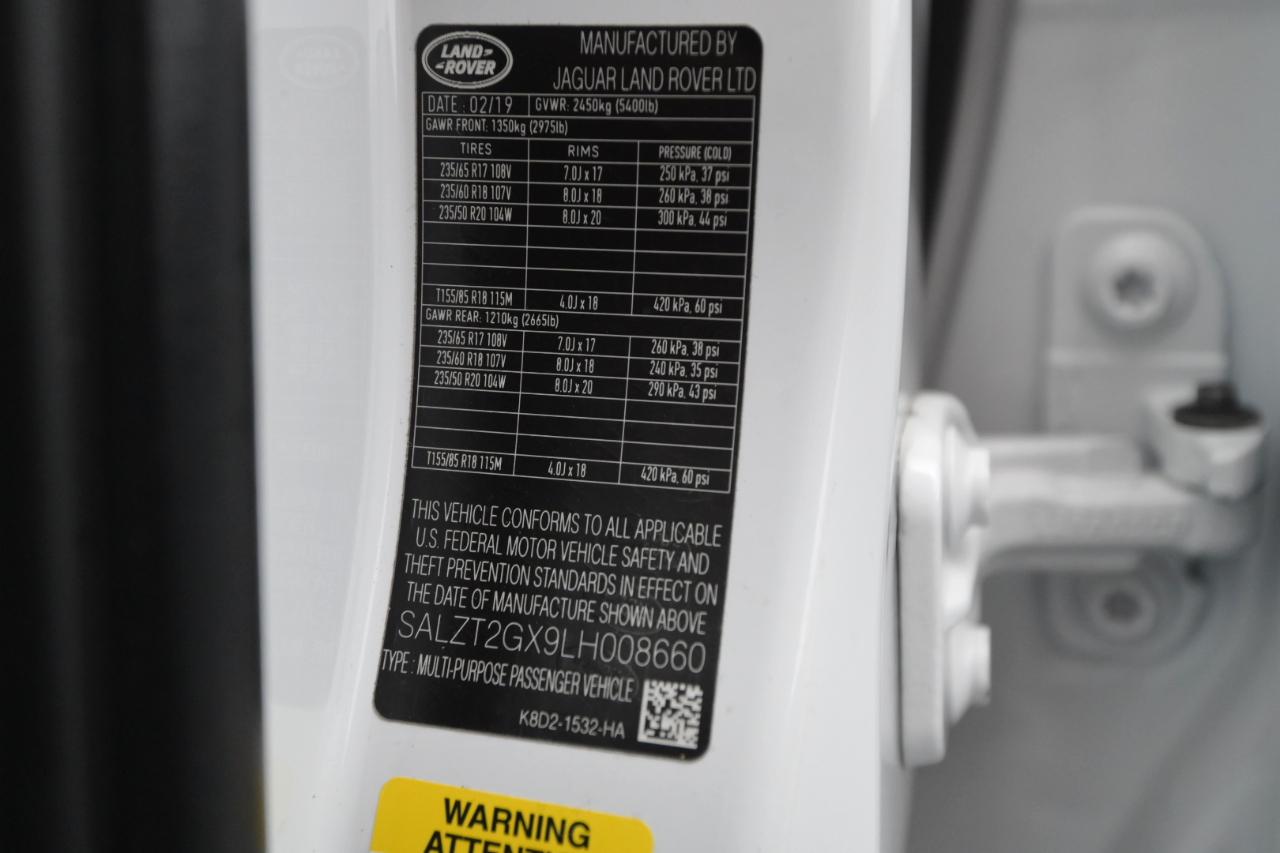 LAND ROVER
MANUFACTURED BY
JAGUAR LAND ROVER LTD
DATE : 02/19 GVWR: 2450kg (5400lb)
GAWR FRONT: 1350kg (2975lb)
TIRES RIMS PRESSURE (COLD)
235/65 R17 108V 7.0J x 17 250 kPa, 37 psi
235/60 R18 107V 8.0J x 18 260 kPa, 38 psi
235/50 R20 104W 8.0J x 20 300 kPa, 44 psi
T155/85 R18 115M 4.0J x 18 420 kPa, 60 psi
GAWR REAR: 1210kg (2665lb)
235/65 R17 108V 7.0J x 17 260 kPa, 38 psi
235/60 R18 107V 8.0J x 18 240 kPa, 35 psi
235/50 R20 104W 8.0J x 20 290 kPa, 43 psi
T155/85 R18 115M 4.0J x 18 420 kPa, 60 psi
THIS VEHICLE CONFORMS TO ALL APPLICABLE
U.S. FEDERAL MOTOR VEHICLE SAFETY AND
THEFT PREVENTION STANDARDS IN EFFECT ON
THE DATE OF MANUFACTURE SHOWN ABOVE
SALZT2GX9LH008660
TYPE : MULTI-PURPOSE PASSENGER VEHICLE
K8D2-1532-HA
WARNING